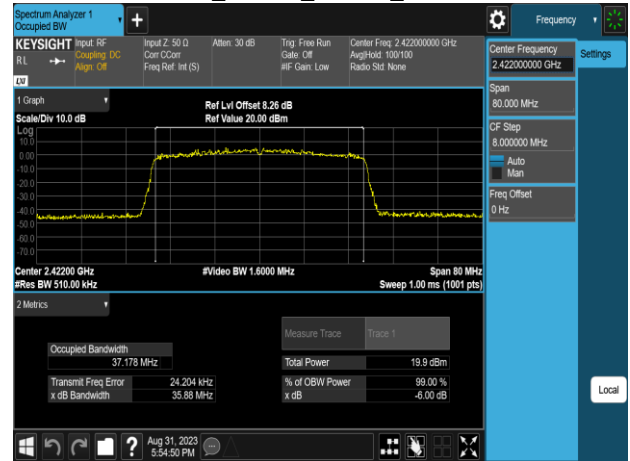 Spectrum Analyzer 1
Occupied BW
Frequency
KEYSIGHT
RL
LXI
Input: RF
Coupling: DC
Align: Off
Input Z: 50 Ω
Corr CCorr
Freq Ref: Int (S)
Atten: 30 dB
Trig: Free Run
Gate: Off
#IF Gain: Low
Center Freq: 2.422000000 GHz
Avg|Hold: 100/100
Radio Std: None
Center Frequency
2.422000000 GHz
Settings
Span
80.000 MHz
CF Step
8.000000 MHz
Auto
Man
Freq Offset
0 Hz
Local
1 Graph
Scale/Div 10.0 dB
Ref Lvl Offset 8.26 dB
Ref Value 20.00 dBm
Log
10.0
0.00
-10.0
-20.0
-30.0
-40.0
-50.0
-60.0
-70.0
Center 2.42200 GHz
#Video BW 1.6000 MHz
Span 80 MHz
#Res BW 510.00 kHz
Sweep 1.00 ms (1001 pts)
2 Metrics
Measure Trace
Trace 1
Occupied Bandwidth
37.178 MHz
Total Power
19.9 dBm
Transmit Freq Error
24.204 kHz
% of OBW Power
99.00 %
x dB Bandwidth
35.88 MHz
x dB
-6.00 dB
Aug 31, 2023
5:54:50 PM